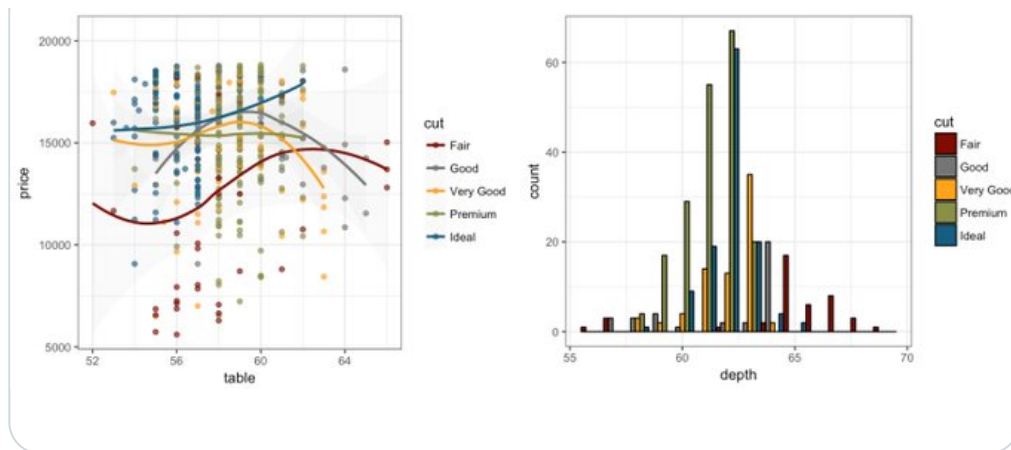 20000
15000
10000
5000
52
56
60
64
table
price
cut
Fair
Good
Very Good
Premium
Ideal
60
40
20
0
55
60
65
70
depth
count
cut
Fair
Good
Very Good
Premium
Ideal